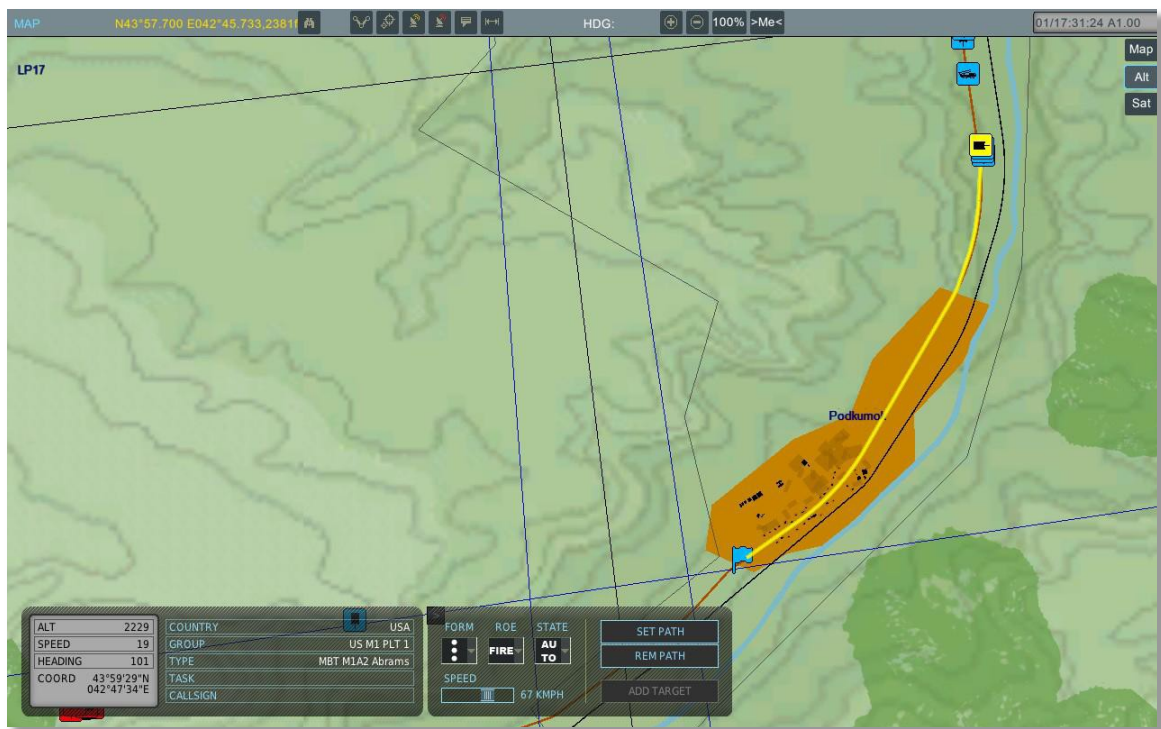 MAP N43°57.700 E042°45.733,2381f HDG: 100% >Me< 01/17:31:24 A1.00
Map
LP17
Alt
Sat
Podkumok
ALT 2229
SPEED 19
HEADING 101
COORD 43°59'29"N
042°47'34"E
COUNTRY USA
GROUP US M1 PLT 1
TYPE MBT M1A2 Abrams
TASK
CALLSIGN
FORM ROE STATE
FIRE AU
TO
SPEED
67 KMPH
SET PATH
REM PATH
ADD TARGET